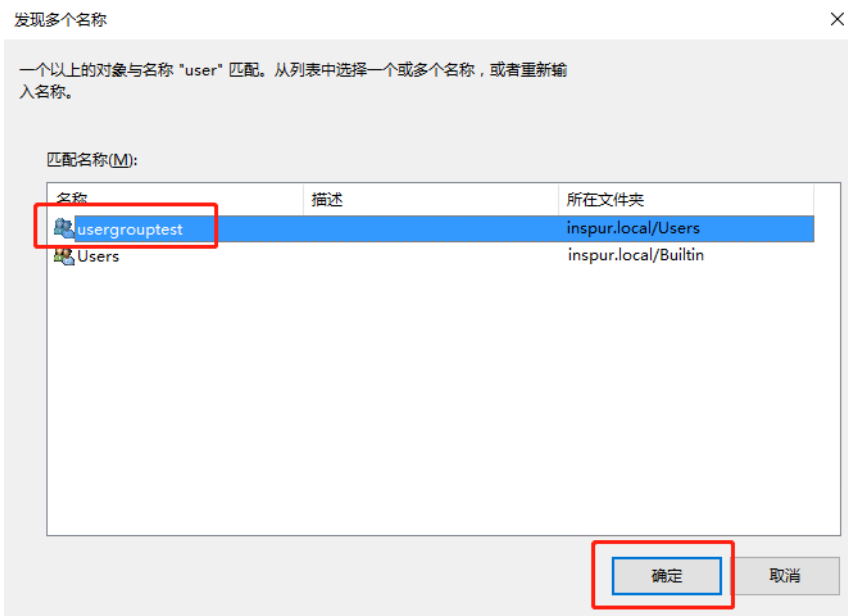 发现多个名称
一个以上的对象与名称 "user" 匹配。从列表中选择一个或多个名称，或者重新输
入名称。
匹配名称(M):
名称 描述 所在文件夹
usergrouptest inspur.local/Users
Users inspur.local/Builtin
确定 取消